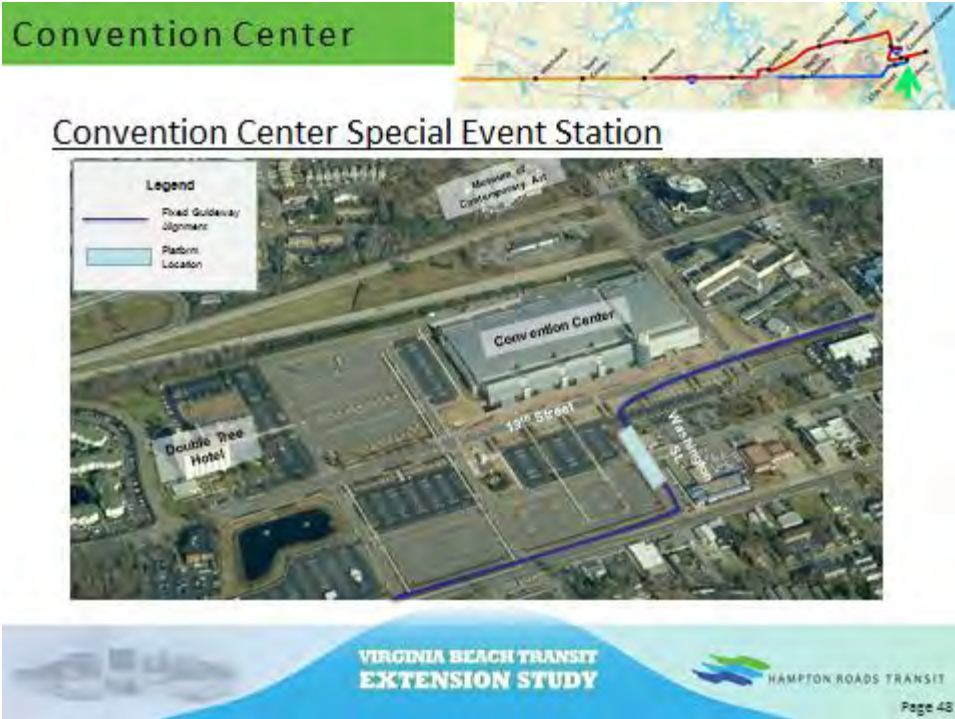 Convention Center
Convention Center Special Event Station
Legend
Fixed Guideway
Alignment
Platform
Location
Museum of
Contemporary Art
Convention Center
19th Street
Washington
St.
Double Tree
Hotel
VIRGINIA BEACH TRANSIT
EXTENSION STUDY
HAMPTON ROADS TRANSIT
Page 48